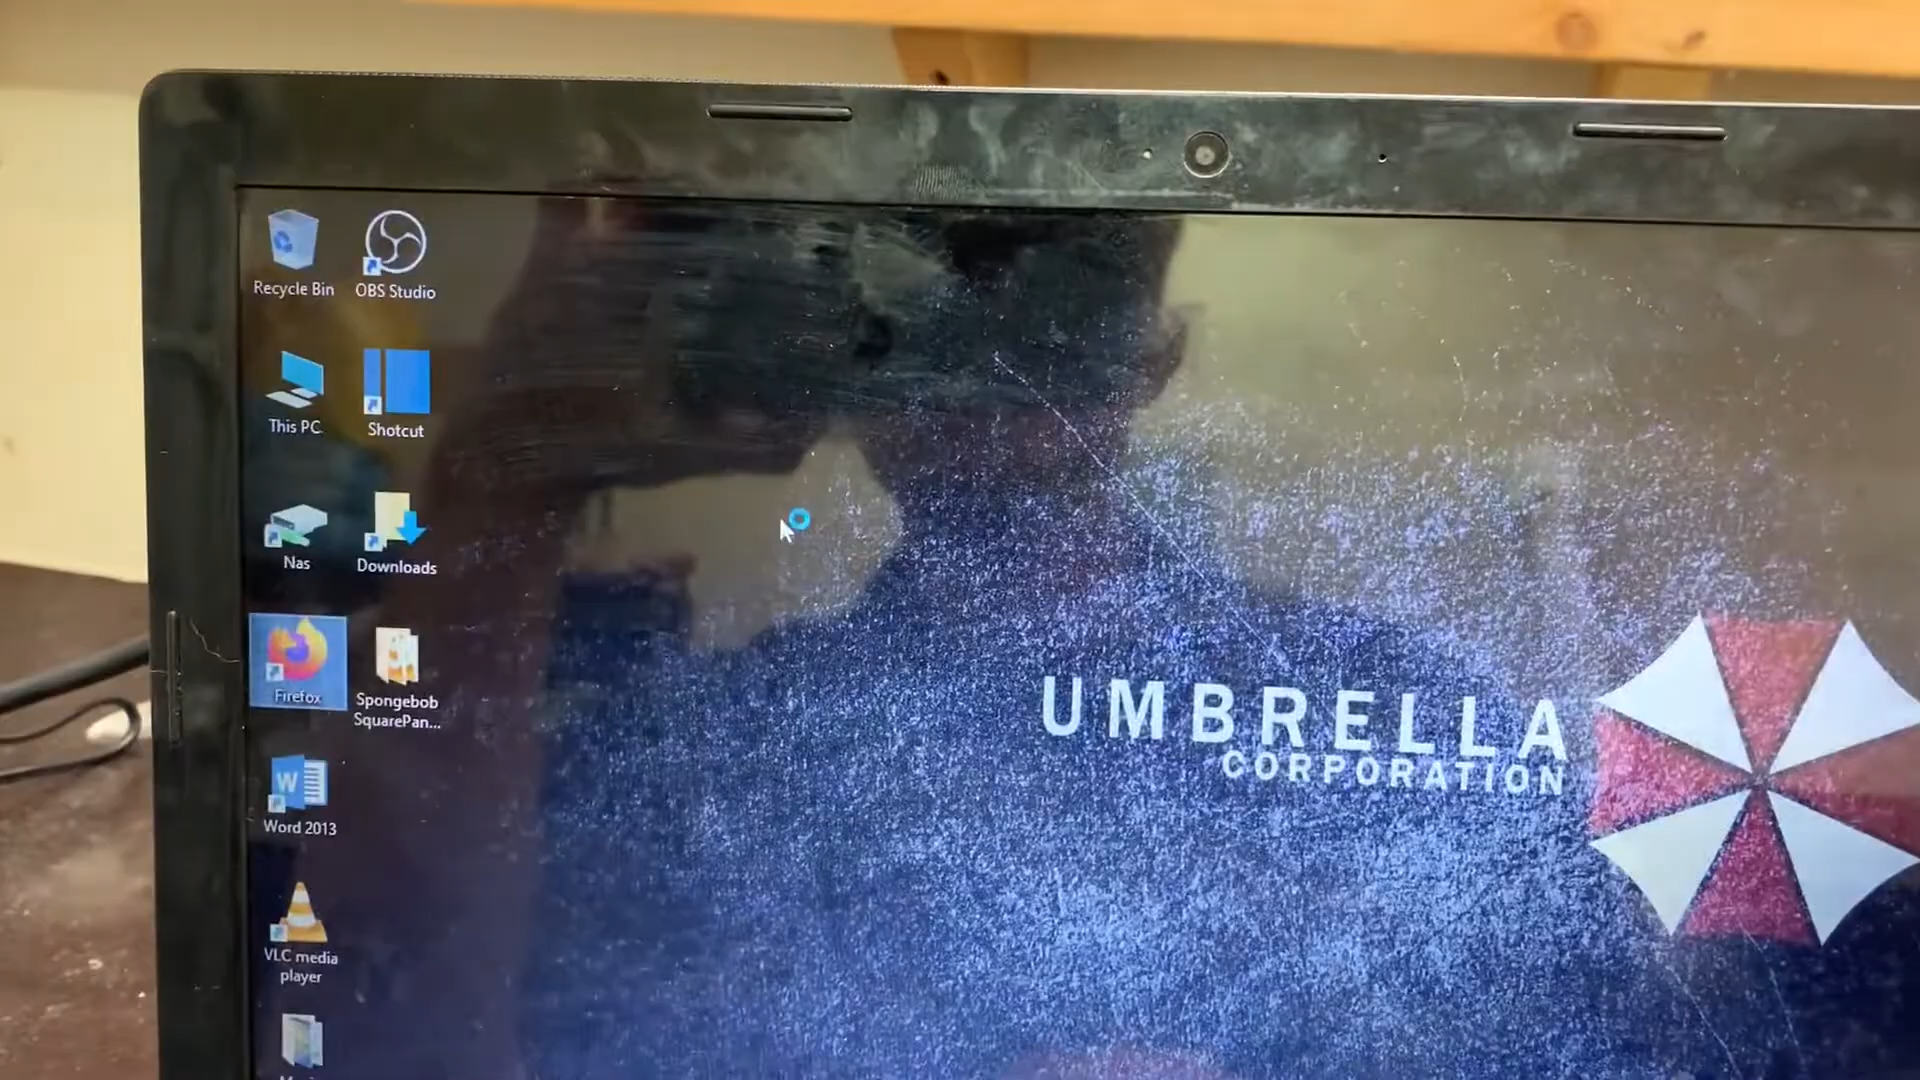 Recycle Bin
OBS Studio
This PC
Shotcut
Nas
Downloads
Firefox
Spongebob
SquarePan...
W
Word 2013
VLC media
player
UMBRELLA
CORPORATION